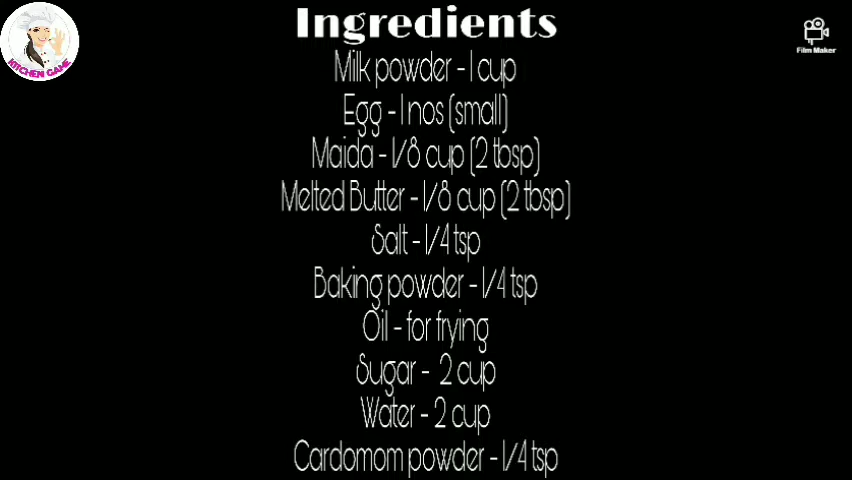 Ingredients
Milk powder - 1 cup
Egg - 1 nos (small)
Maida - 1/8 cup (2 tbsp)
Melted Butter - 1/8 cup (2 tbsp)
Salt - 1/4 tsp
Baking powder - 1/4 tsp
Oil - for frying
Sugar - 2 cup
Water - 2 cup
Cardomom powder - 1/4 tsp
KITCHEN GAME
Film Maker